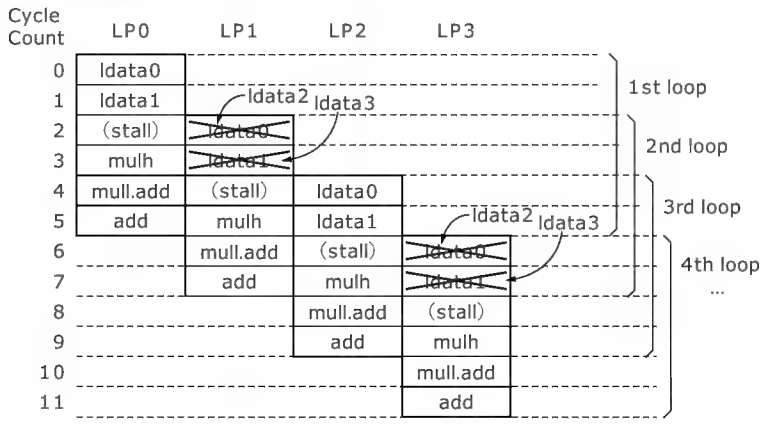 Cycle
Count LP0 LP1 LP2 LP3
0 ldata0
1 ldata1 ldata2 ldata3 1st loop
2 (stall) ldata0
3 mulh ldata1 2nd loop
4 mull.add (stall) ldata0
5 add mulh ldata1 ldata2 ldata3 3rd loop
6 mull.add (stall) ldata0
7 add mulh ldata1 4th loop
...
8 mull.add (stall)
9 add mulh
10 mull.add
11 add